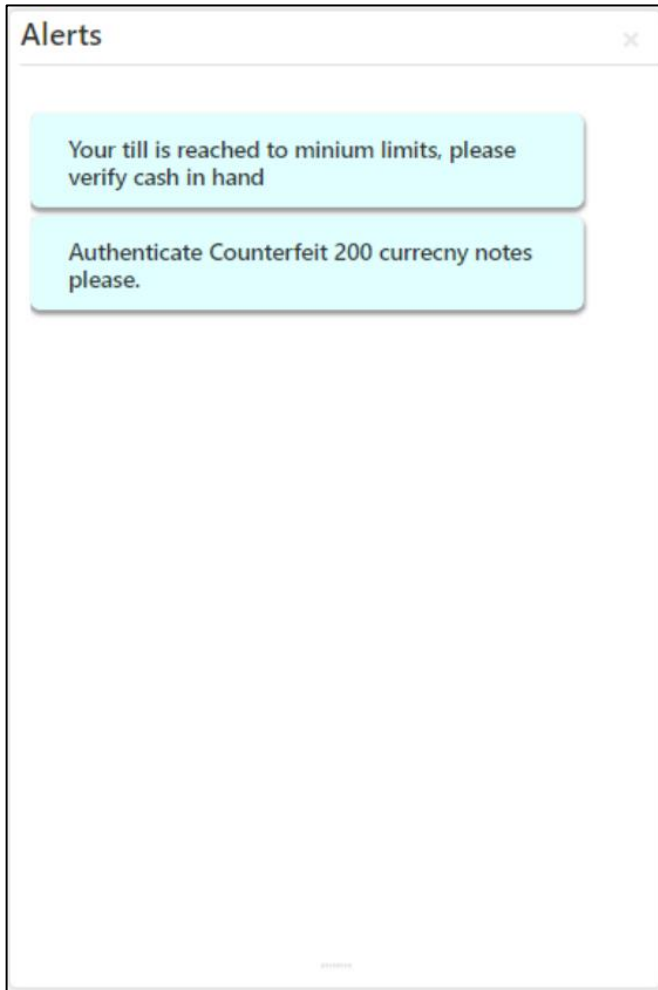 Alerts
Your till is reached to minium limits, please
verify cash in hand
Authenticate Counterfeit 200 currecny notes
please.